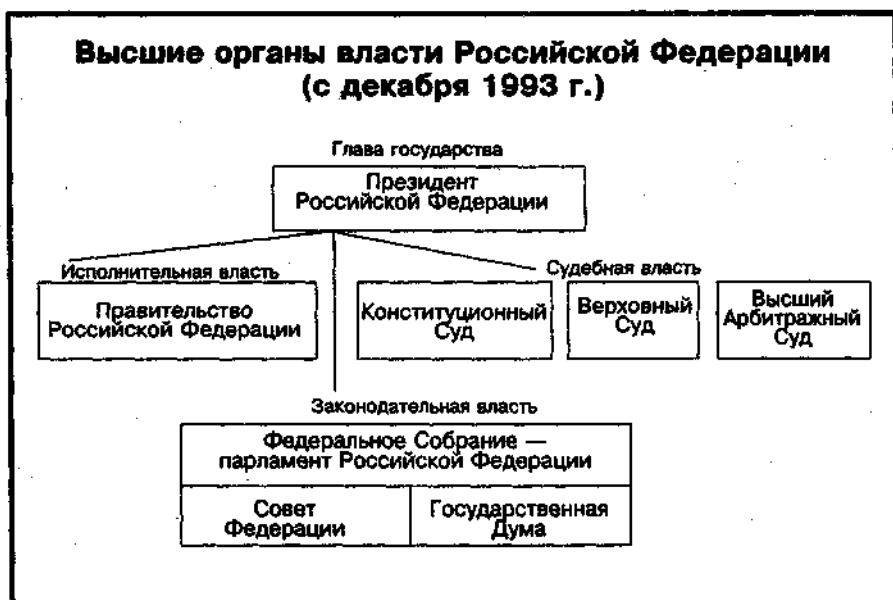 Высшие органы власти Российской Федерации
(с декабря 1993 г.)
Глава государства
Президент
Российской Федерации
Исполнительная власть
Судебная власть
Правительство
Российской Федерации
Конституционный
Суд
Верховный
Суд
Высший
Арбитражный
Суд
Законодательная власть
Федеральное Собрание —
парламент Российской Федерации
Совет
Федерации
Государственная
Дума